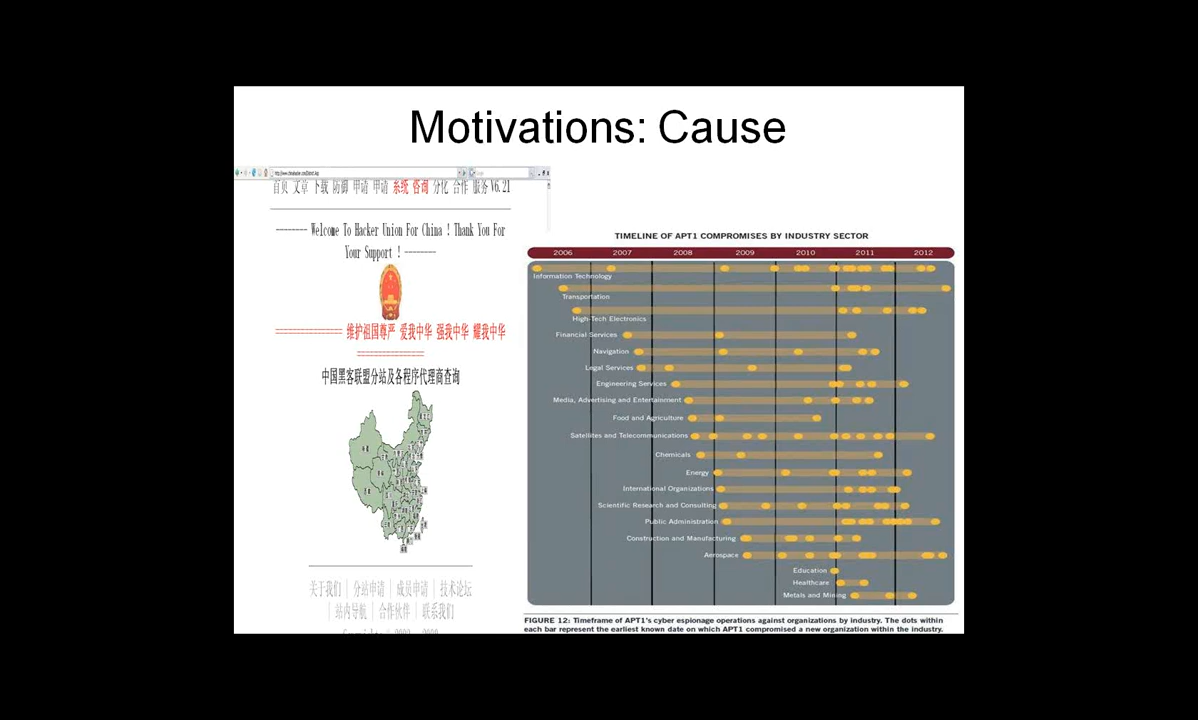 Motivations: Cause
首页 文章 下载 防御 申请 申请 系统 咨询 分化 合作 服务 V6.21
-------- Welcome To Hacker Union For China ! Thank You For
Your Support ! --------
================ 维护祖国尊严 爱我中华 强我中华 耀我中华
================
中国黑客联盟分站及各程序代理商查询
关于我们 | 分站申请 | 成员申请 | 技术论坛
| 站内导航 | 合作伙伴 | 联系我们
TIMELINE OF APT1 COMPROMISES BY INDUSTRY SECTOR
2006 2007 2008 2009 2010 2011 2012
Information Technology
Transportation
High-Tech Electronics
Financial Services
Navigation
Legal Services
Engineering Services
Media, Advertising and Entertainment
Food and Agriculture
Satellites and Telecommunications
Chemicals
Energy
International Organizations
Scientific Research and Consulting
Public Administration
Construction and Manufacturing
Aerospace
Education
Healthcare
Metals and Mining
FIGURE 12: Timeframe of APT1's cyber espionage operations against organizations by industry. The dots within
each bar represent the earliest known date on which APT1 compromised a new organization within the industry.